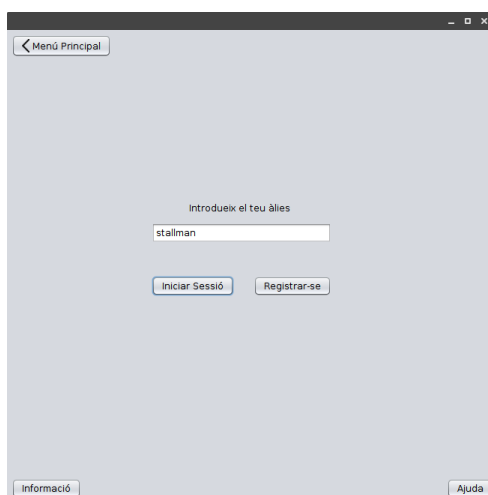 Menú Principal
Introdueix el teu àlies
stallman
Iniciar Sessió
Registrar-se
Informació
Ajuda